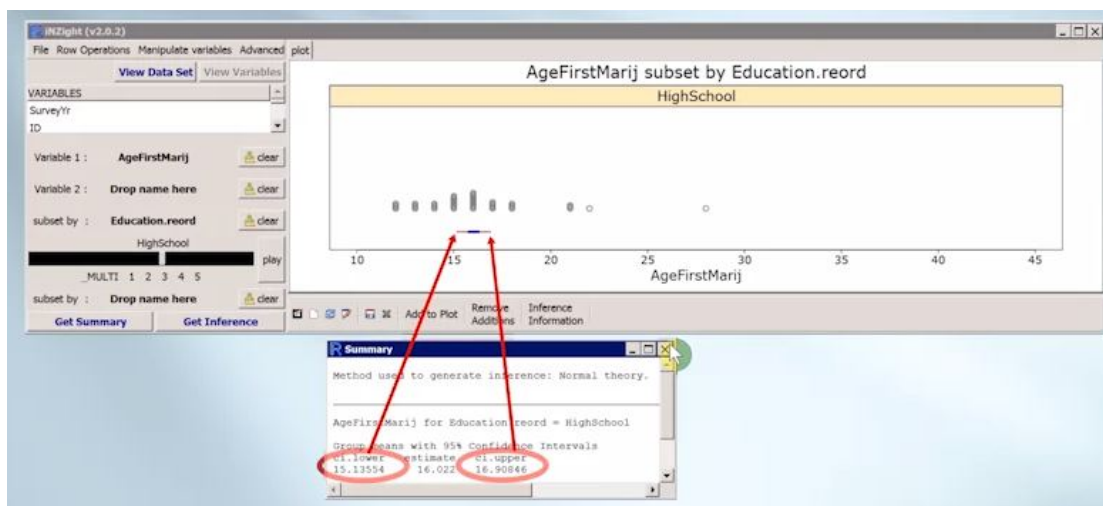 iNZight (v2.0.2)
File Row Operations Manipulate variables Advanced plot
View Data Set View Variables
VARIABLES
SurveyYr
ID
Variable 1 : AgeFirstMarij clear
Variable 2 : Drop name here clear
subset by : Education.reord clear
HighSchool
play
_MULTI 1 2 3 4 5
subset by : Drop name here clear
Get Summary Get Inference
AgeFirstMarij subset by Education.reord
HighSchool
10 15 20 25 30 35 40 45
AgeFirstMarij
Add to Plot Remove Additions Inference Information
R Summary
Method used to generate inference: Normal theory.
AgeFirstMarij for Education.reord = HighSchool
Group Means with 95% Confidence Intervals
ci.lower estimate ci.upper
15.13554 16.022 16.90846